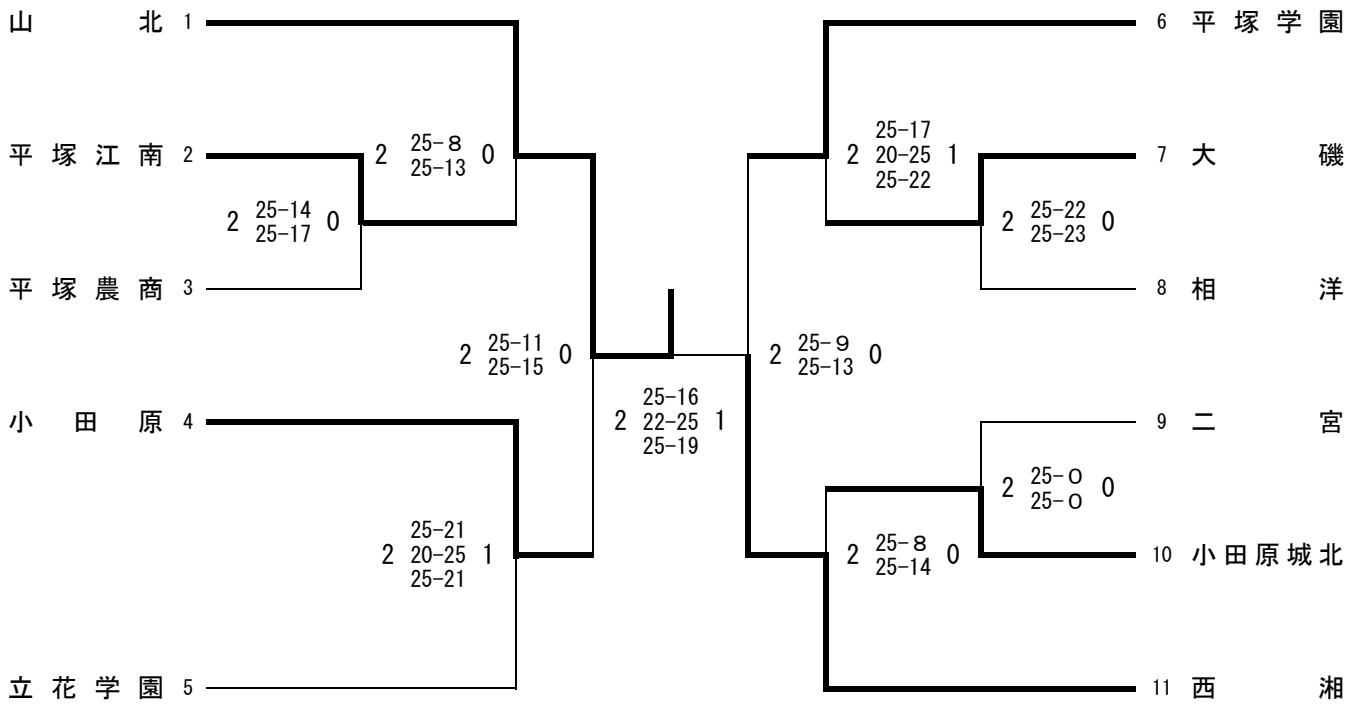 山北 1
平塚江南 2
2 25-8 0
25-13
2 25-14 0
25-17
平塚農商 3
2 25-11 0
25-15
小田原 4
25-21
2 20-25 1
25-21
立花学園 5
25-16
2 22-25 1
25-19
6 平塚学園
25-17
2 20-25 1
25-22
7 大磯
2 25-22 0
25-23
8 相洋
2 25-9 0
25-13
9 二宮
2 25-0 0
25-0
10 小田原城北
2 25-8 0
25-14
11 西湘